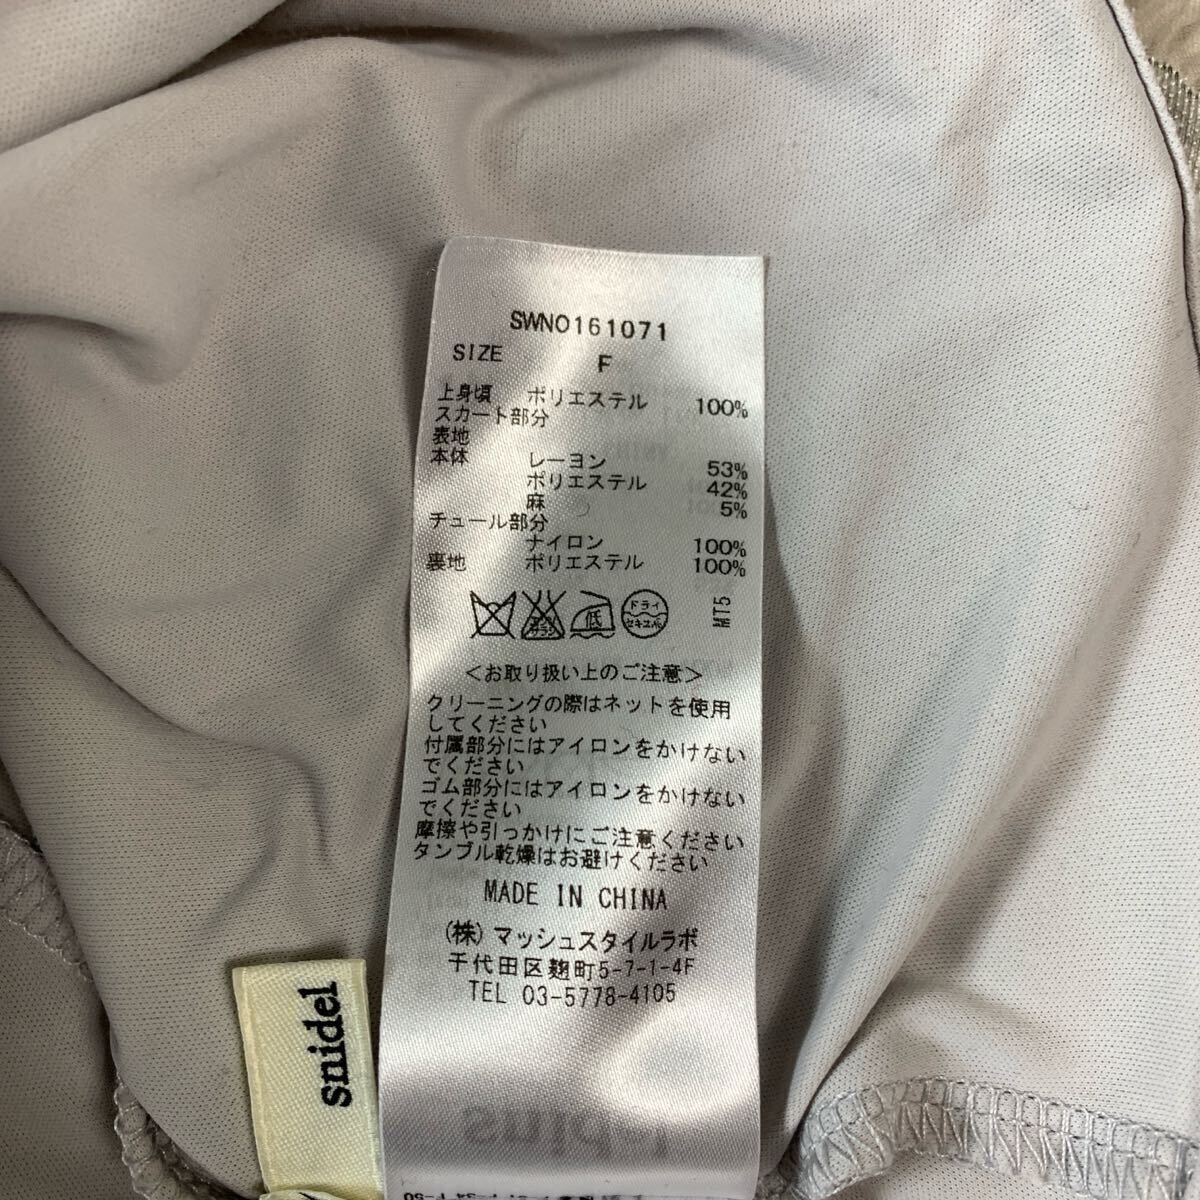 SWNO161071
SIZE F
上身頃 ポリエステル 100%
スカート部分
表地
本体 レーヨン 53%
ポリエステル 42%
麻 5%
チュール部分
ナイロン 100%
裏地 ポリエステル 100%
低
ドライ
セキユ系
MT5
<お取り扱い上のご注意>
クリーニングの際はネットを使用
してください
付属部分にはアイロンをかけない
でください
ゴム部分にはアイロンをかけない
でください
摩擦や引っかけにご注意ください
タンブル乾燥はお避けください
MADE IN CHINA
(株)マッシュスタイルラボ
千代田区麹町5-7-1-4F
TEL 03-5778-4105
snidel